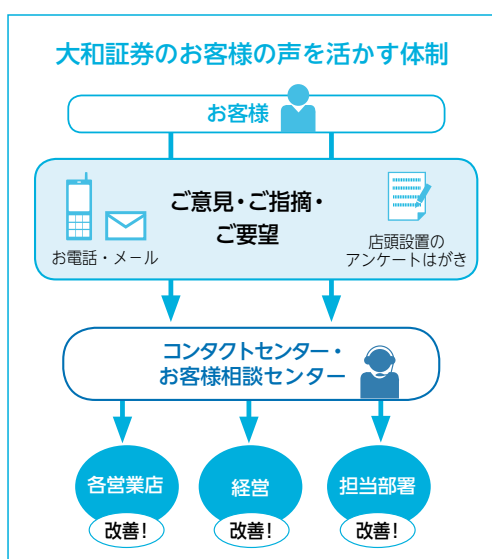 大和証券のお客様の声を活かす体制
お客様
ご意見・ご指摘・
ご要望
お電話・メール
店頭設置の
アンケートはがき
コンタクトセンター・
お客様相談センター
各営業店
経営
担当部署
改善!
改善!
改善!